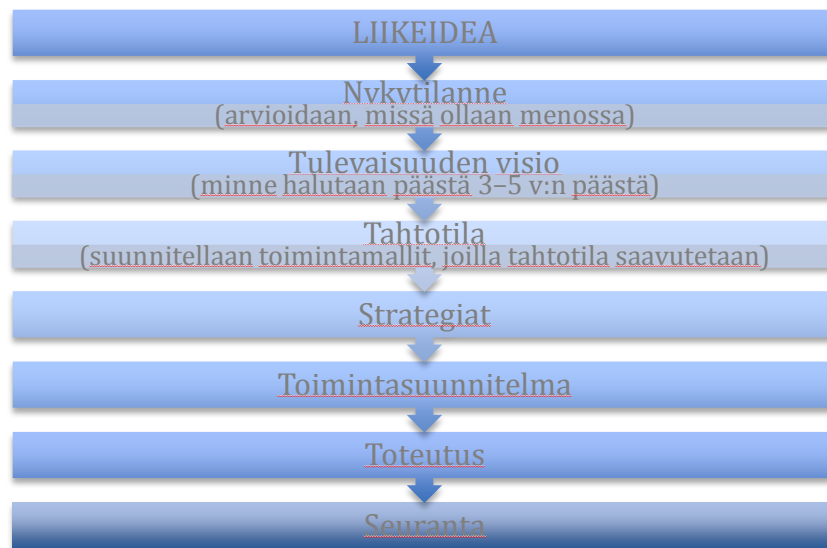 LIIKEIDEA
Nykytilanne
(arvioidaan, missä ollaan menossa)
Tulevaisuuden visio
(minne halutaan päästä 3–5 v:n päästä)
Tahtotila
(suunnitellaan toimintamallit, joilla tahtotila saavutetaan)
Strategiat
Toimintasuunnitelma
Toteutus
Seuranta